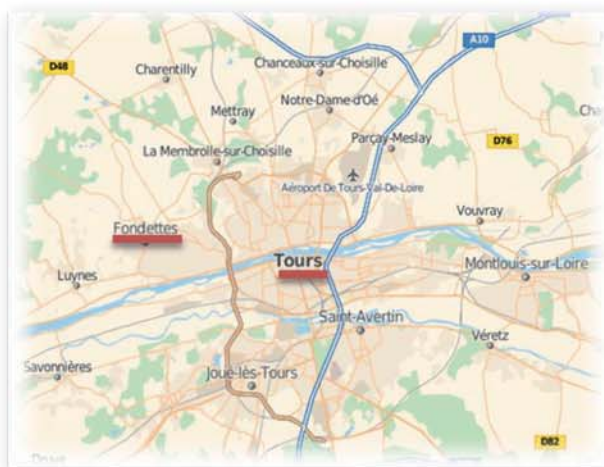 A10
D48
Chanceaux-sur-Choisille
Charentilly
Notre-Dame-d'Oé
Mettray
Parçay-Meslay
D76
La Membrolle-sur-Choisille
Aéroport De Tours-Val-De-Loire
Vouvray
Fondettes
Tours
Montlouis-sur-Loire
Luynes
Saint-Avertin
Véretz
Savonnières
Joué-lès-Tours
D82